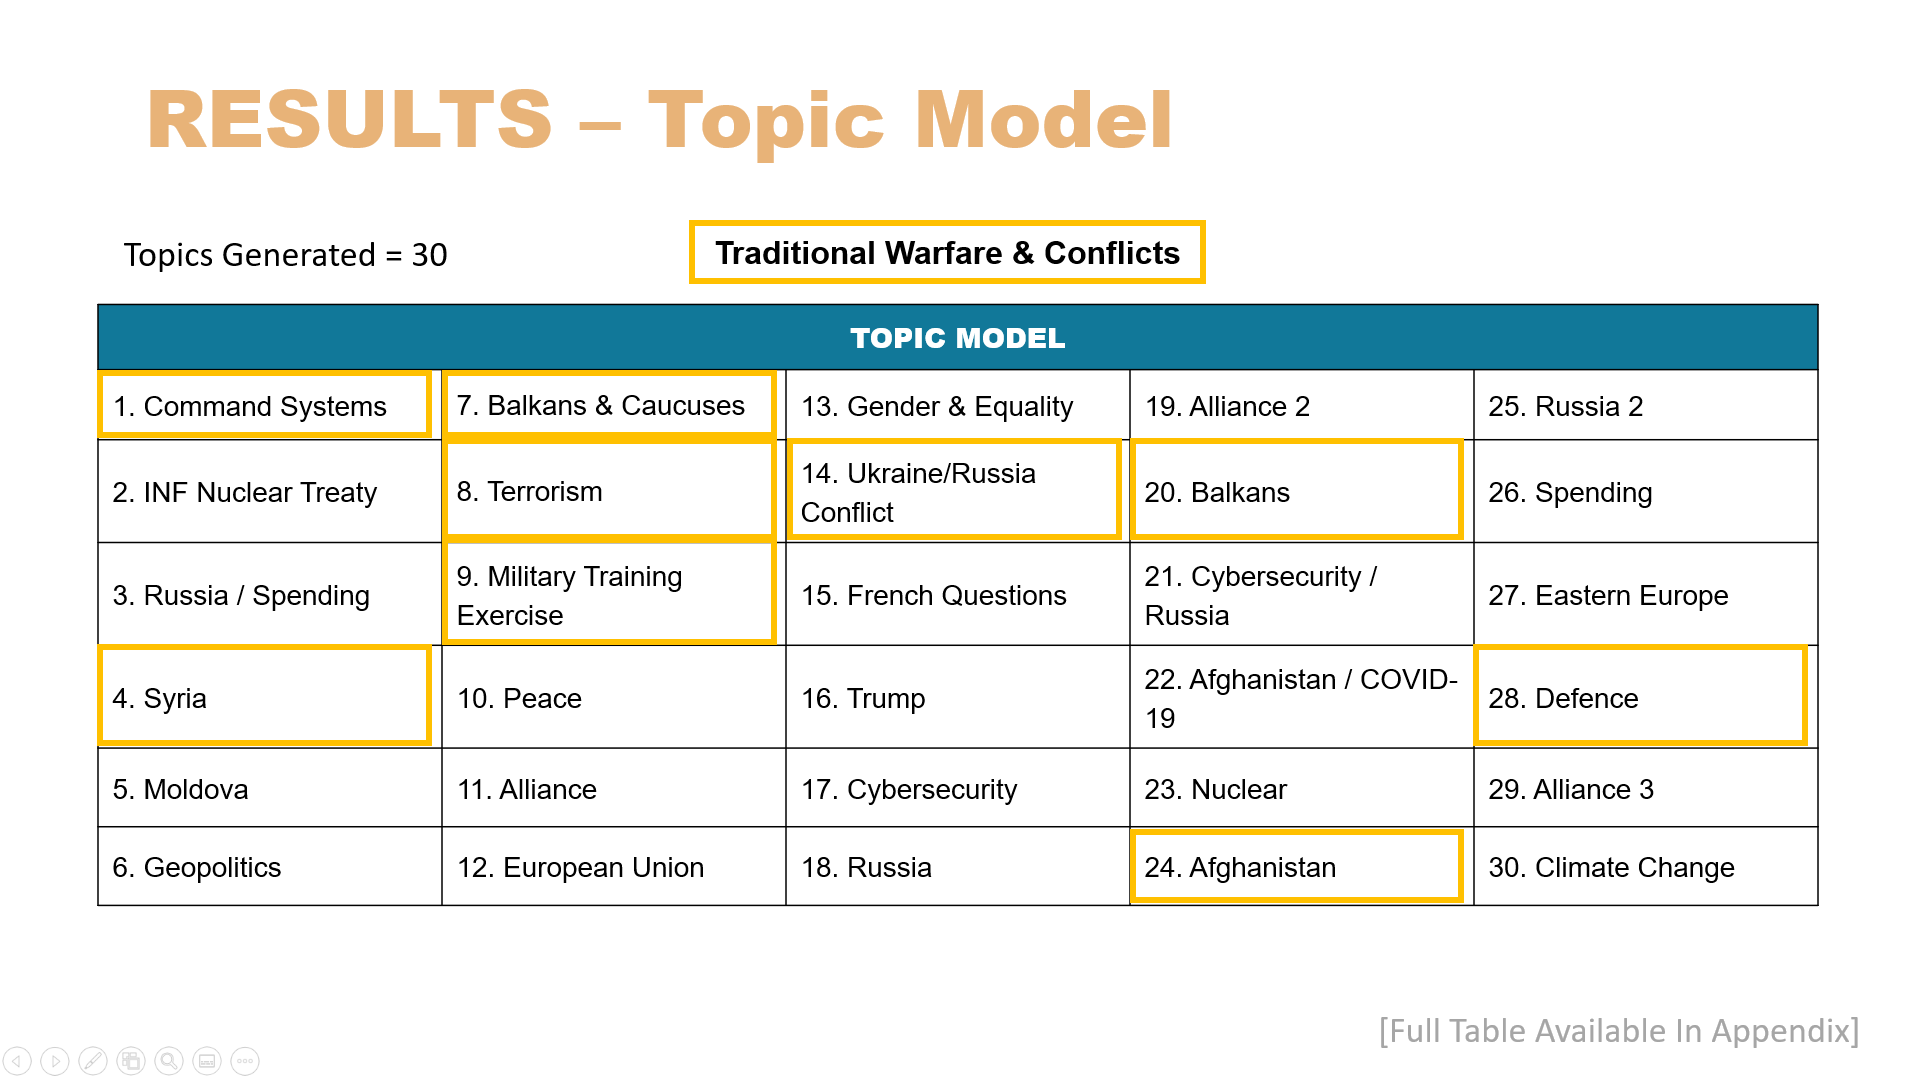 RESULTS – Topic Model
Topics Generated = 30
Traditional Warfare & Conflicts
TOPIC MODEL
1. Command Systems
7. Balkans & Caucuses
13. Gender & Equality
19. Alliance 2
25. Russia 2
2. INF Nuclear Treaty
8. Terrorism
14. Ukraine/Russia
Conflict
20. Balkans
26. Spending
3. Russia / Spending
9. Military Training
Exercise
15. French Questions
21. Cybersecurity /
Russia
27. Eastern Europe
4. Syria
10. Peace
16. Trump
22. Afghanistan / COVID-
19
28. Defence
5. Moldova
11. Alliance
17. Cybersecurity
23. Nuclear
29. Alliance 3
6. Geopolitics
12. European Union
18. Russia
24. Afghanistan
30. Climate Change
[Full Table Available In Appendix]